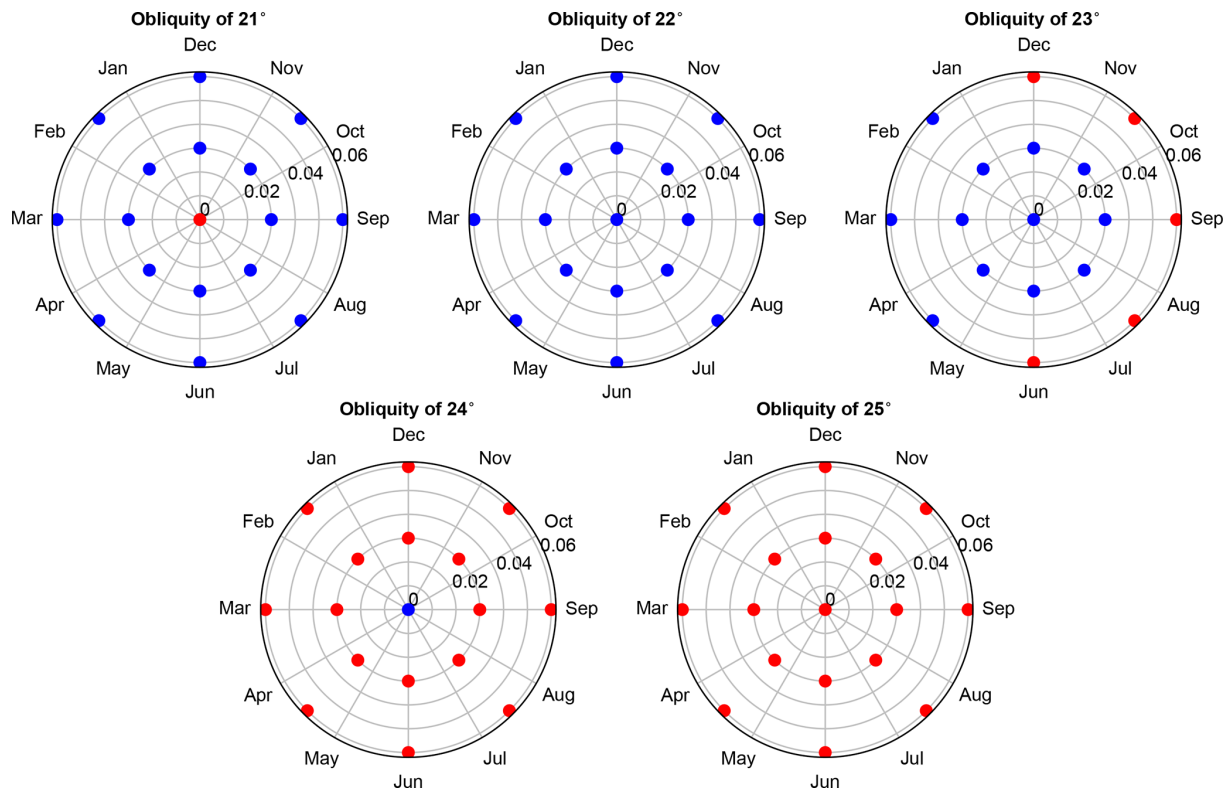 Obliquity of 21° Obliquity of 22° Obliquity of 23°
Dec Dec Dec
Jan Nov Jan Nov Jan Nov
Feb Oct Feb Oct Feb Oct
0.06 0.06 0.06
0.04 0.04 0.04
0.02 0.02 0.02
0 0 0
Mar Sep Mar Sep Mar Sep
Apr Aug Apr Aug Apr Aug
May Jul May Jul May Jul
Jun Jun Jun
Obliquity of 24° Obliquity of 25°
Dec Dec
Jan Nov Jan Nov
Feb Oct Feb Oct
0.06 0.06
0.04 0.04
0.02 0.02
0 0
Mar Sep Mar Sep
Apr Aug Apr Aug
May Jul May Jul
Jun Jun